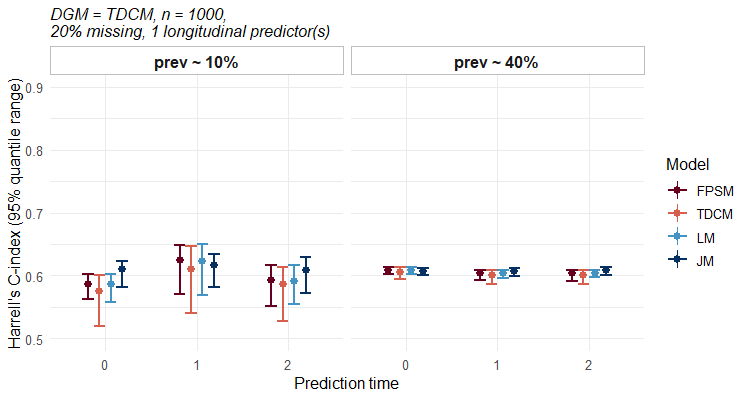 DGM = TDCM, n = 1000,
20% missing, 1 longitudinal predictor(s)
prev ~ 10%
prev ~ 40%
Harrell's C-index (95% quantile range)
0.9
0.8
0.7
0.6
0.5
0 1 2
0 1 2
Prediction time
Model
FPSM
TDCM
LM
JM